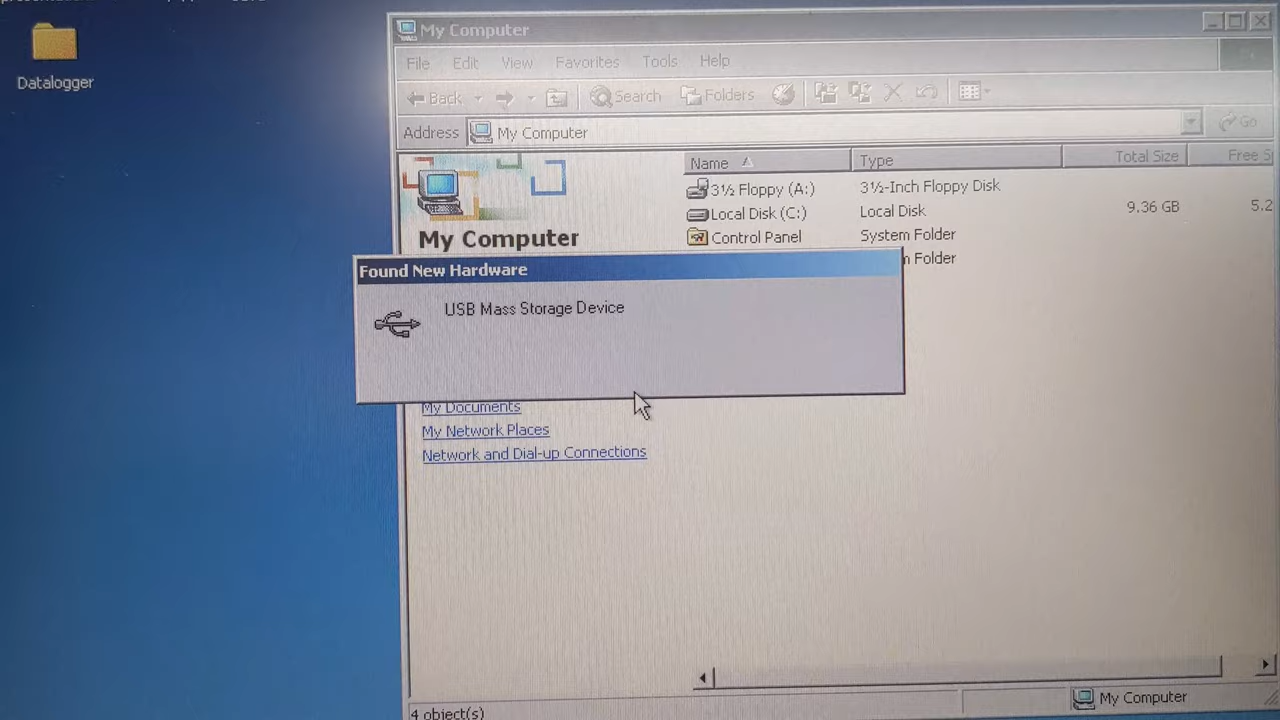 Datalogger
My Computer
File Edit View Favorites Tools Help
Back Search Folders
Address My Computer Go
Name Type Total Size Free
3½ Floppy (A:) 3½-Inch Floppy Disk
Local Disk (C:) Local Disk 9.36 GB 5.2
Control Panel System Folder
Folder
My Computer
Found New Hardware
USB Mass Storage Device
My Documents
My Network Places
Network and Dial-up Connections
4 object(s) My Computer